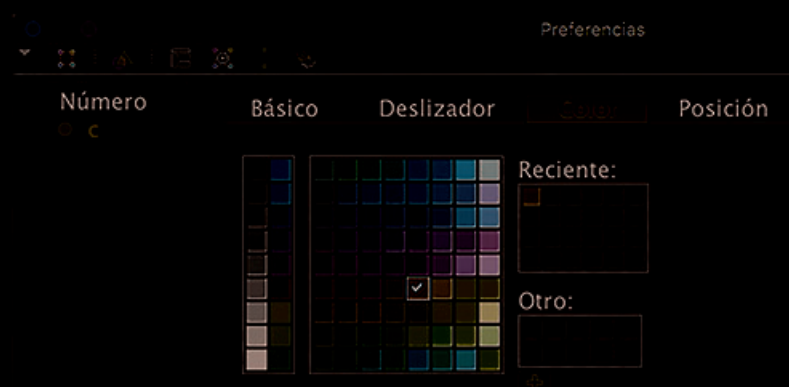 Preferencias
Número
Básico Deslizador Posición
C
Reciente:
Otro: